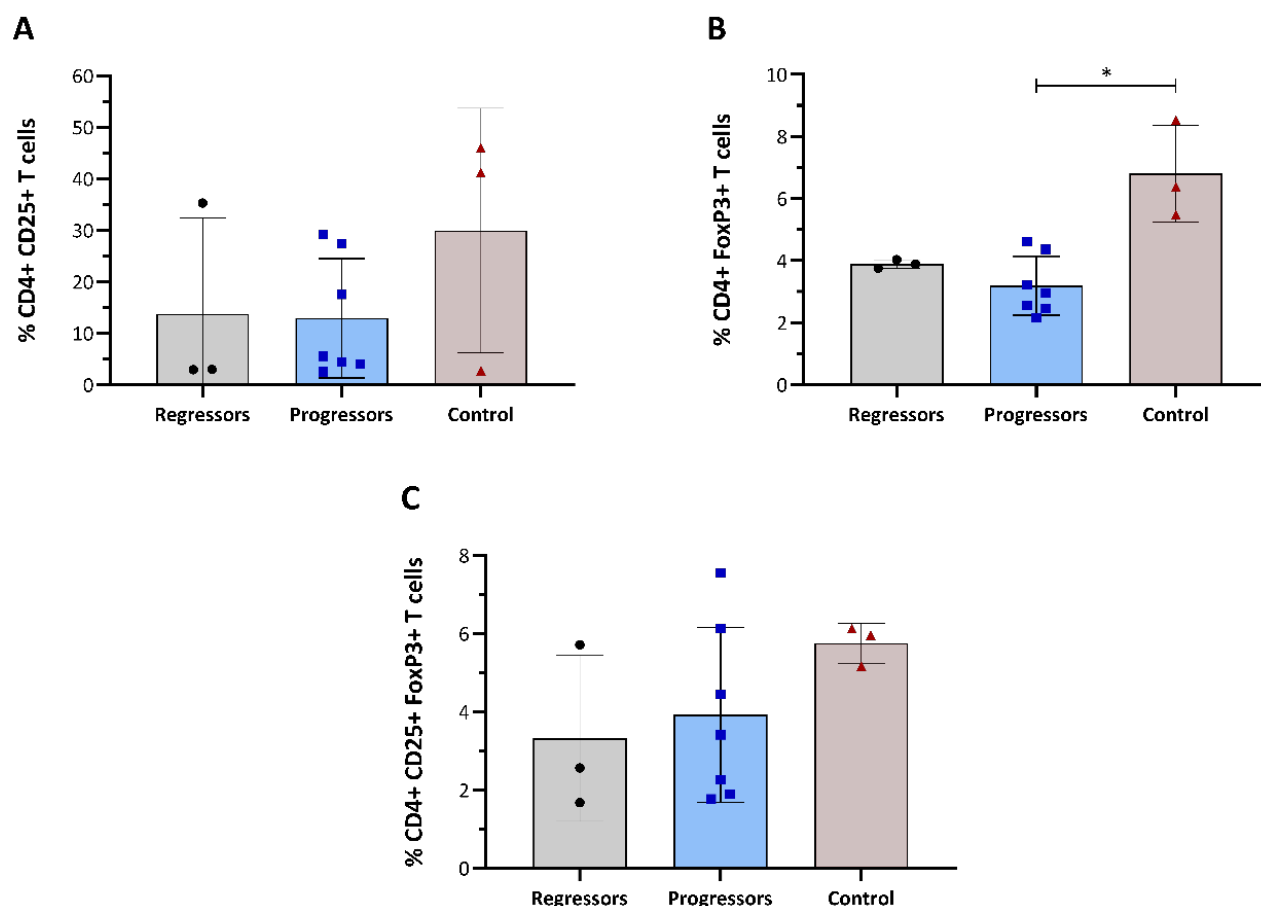 A
% CD4+ CD25+ T cells
60
50
40
30
20
10
0
Regressors Progressors Control
B
% CD4+ FoxP3+ T cells
*
10
8
6
4
2
0
Regressors Progressors Control
C
% CD4+ CD25+ FoxP3+ T cells
8
6
4
2
0
Regressors Progressors Control